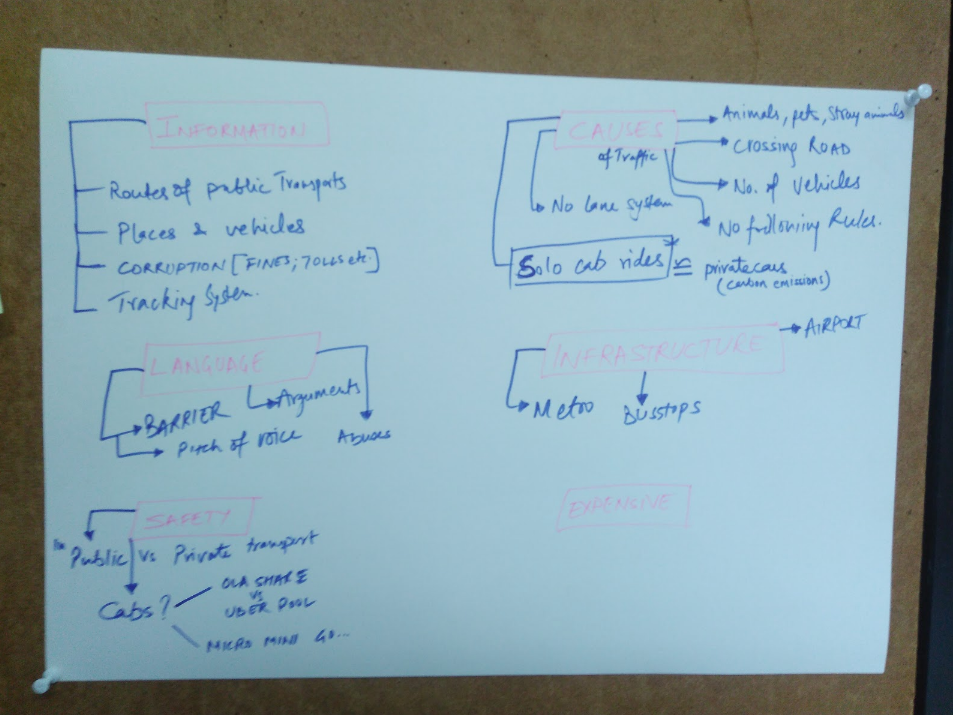 INFORMATION
Routes of public Transports
Places & vehicles
CORRUPTION [FINES; TOLLS etc.]
Tracking System.
CAUSES
of Traffic
Animals, pets, stray animals
CROSSING ROAD
No. of vehicles
No following Rules.
No lane system
Solo cab rides* ~ private cars
(carbon emissions)
LANGUAGE
BARRIER
Arguments
Pitch of voice
Abuses
INFRASTRUCTURE
AIRPORT
Metro
BUSSTOPS
SAFETY
In Public vs Private transport
Cabs?
OLA SHARE
vs
UBER POOL
MICRO MINI GO...
EXPENSIVE